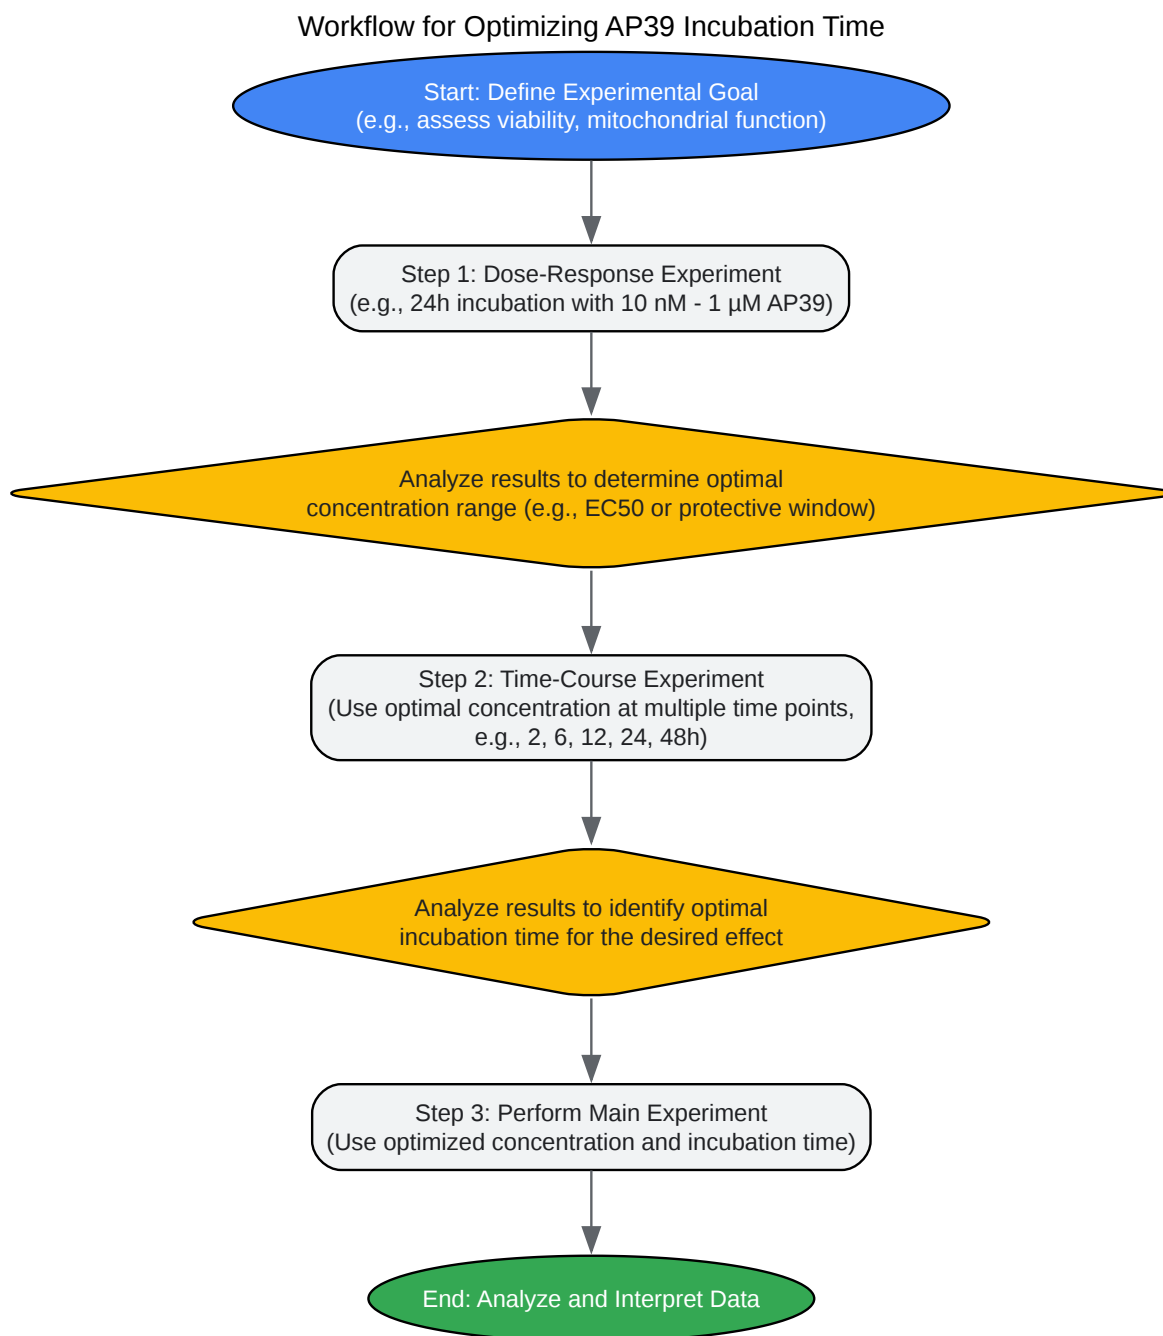 Workflow for Optimizing AP39 Incubation Time
Start: Define Experimental Goal
(e.g., assess viability, mitochondrial function)
Step 1: Dose-Response Experiment
(e.g., 24h incubation with 10 nM - 1 µM AP39)
Analyze results to determine optimal
concentration range (e.g., EC50 or protective window)
Step 2: Time-Course Experiment
(Use optimal concentration at multiple time points,
e.g., 2, 6, 12, 24, 48h)
Analyze results to identify optimal
incubation time for the desired effect
Step 3: Perform Main Experiment
(Use optimized concentration and incubation time)
End: Analyze and Interpret Data